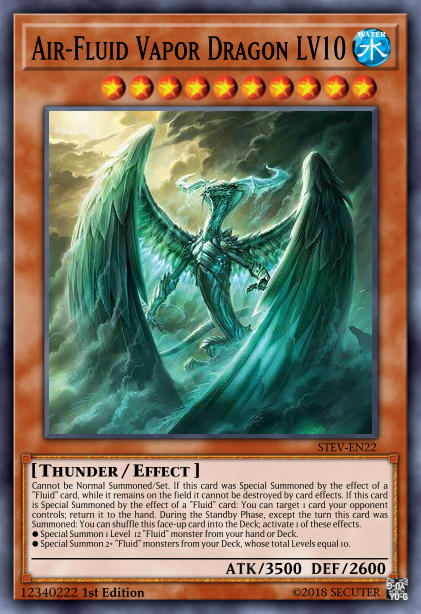 AIR-FLUID VAPOR DRAGON LV10
WATER
水
STEV-EN22
[THUNDER / EFFECT ]
Cannot be Normal Summoned/Set. If this card was Special Summoned by the effect of a
"Fluid" card, while it remains on the field it cannot be destroyed by card effects. If this card
is Special Summoned by the effect of a "Fluid" card: You can target 1 card your opponent
controls; return it to the hand. During the Standby Phase, except the turn this card was
Summoned: You can shuffle this face-up card into the Deck; activate 1 of these effects.
● Special Summon 1 Level 12 "Fluid" monster from your hand or Deck.
● Special Summon 2+ "Fluid" monsters from your Deck, whose total Levels equal 10.
ATK/3500 DEF/2600
12340222 1st Edition
©2018 SECUTER